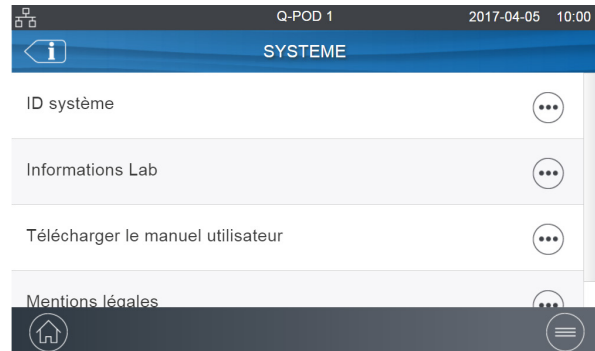 Q-POD 1 2017-04-05 10:00
i SYSTEME
ID système
Informations Lab
Télécharger le manuel utilisateur
Mentions légales